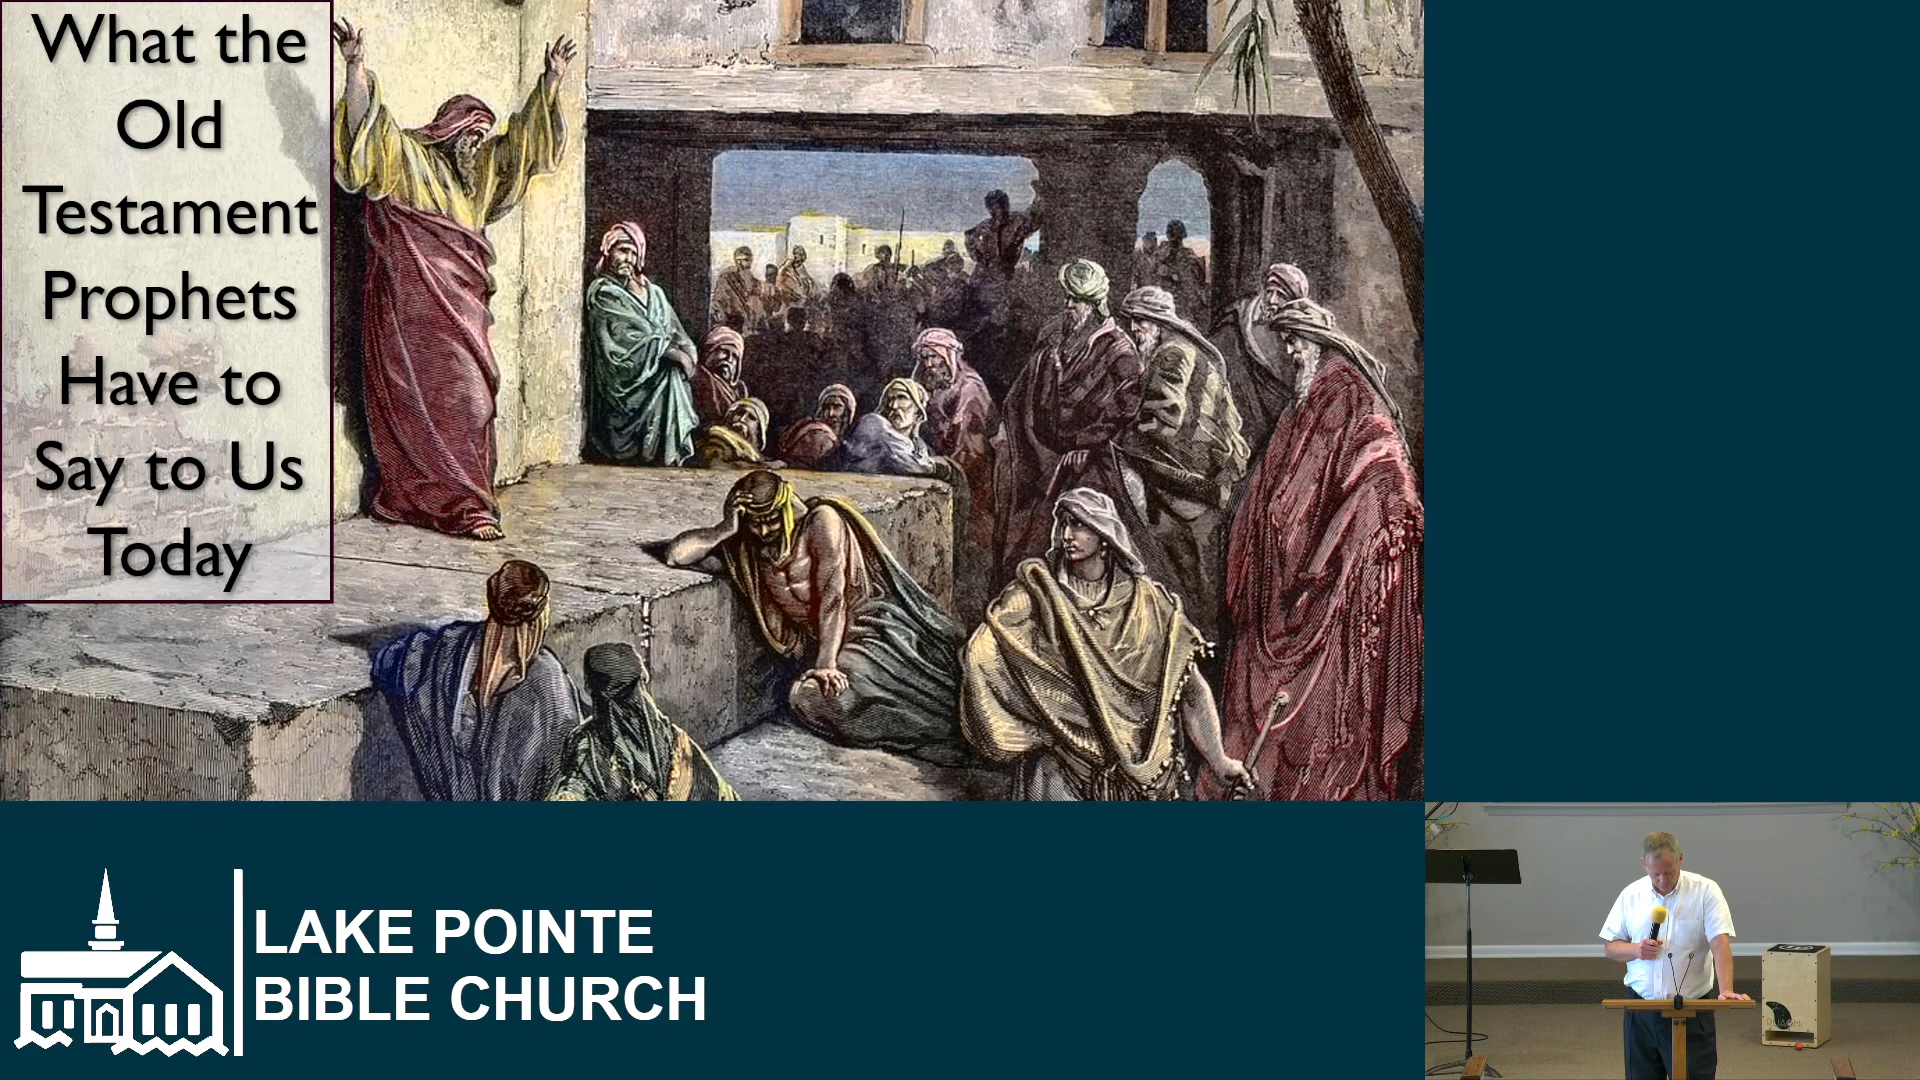 What the
Old
Testament
Prophets
Have to
Say to Us
Today
LAKE POINTE
BIBLE CHURCH